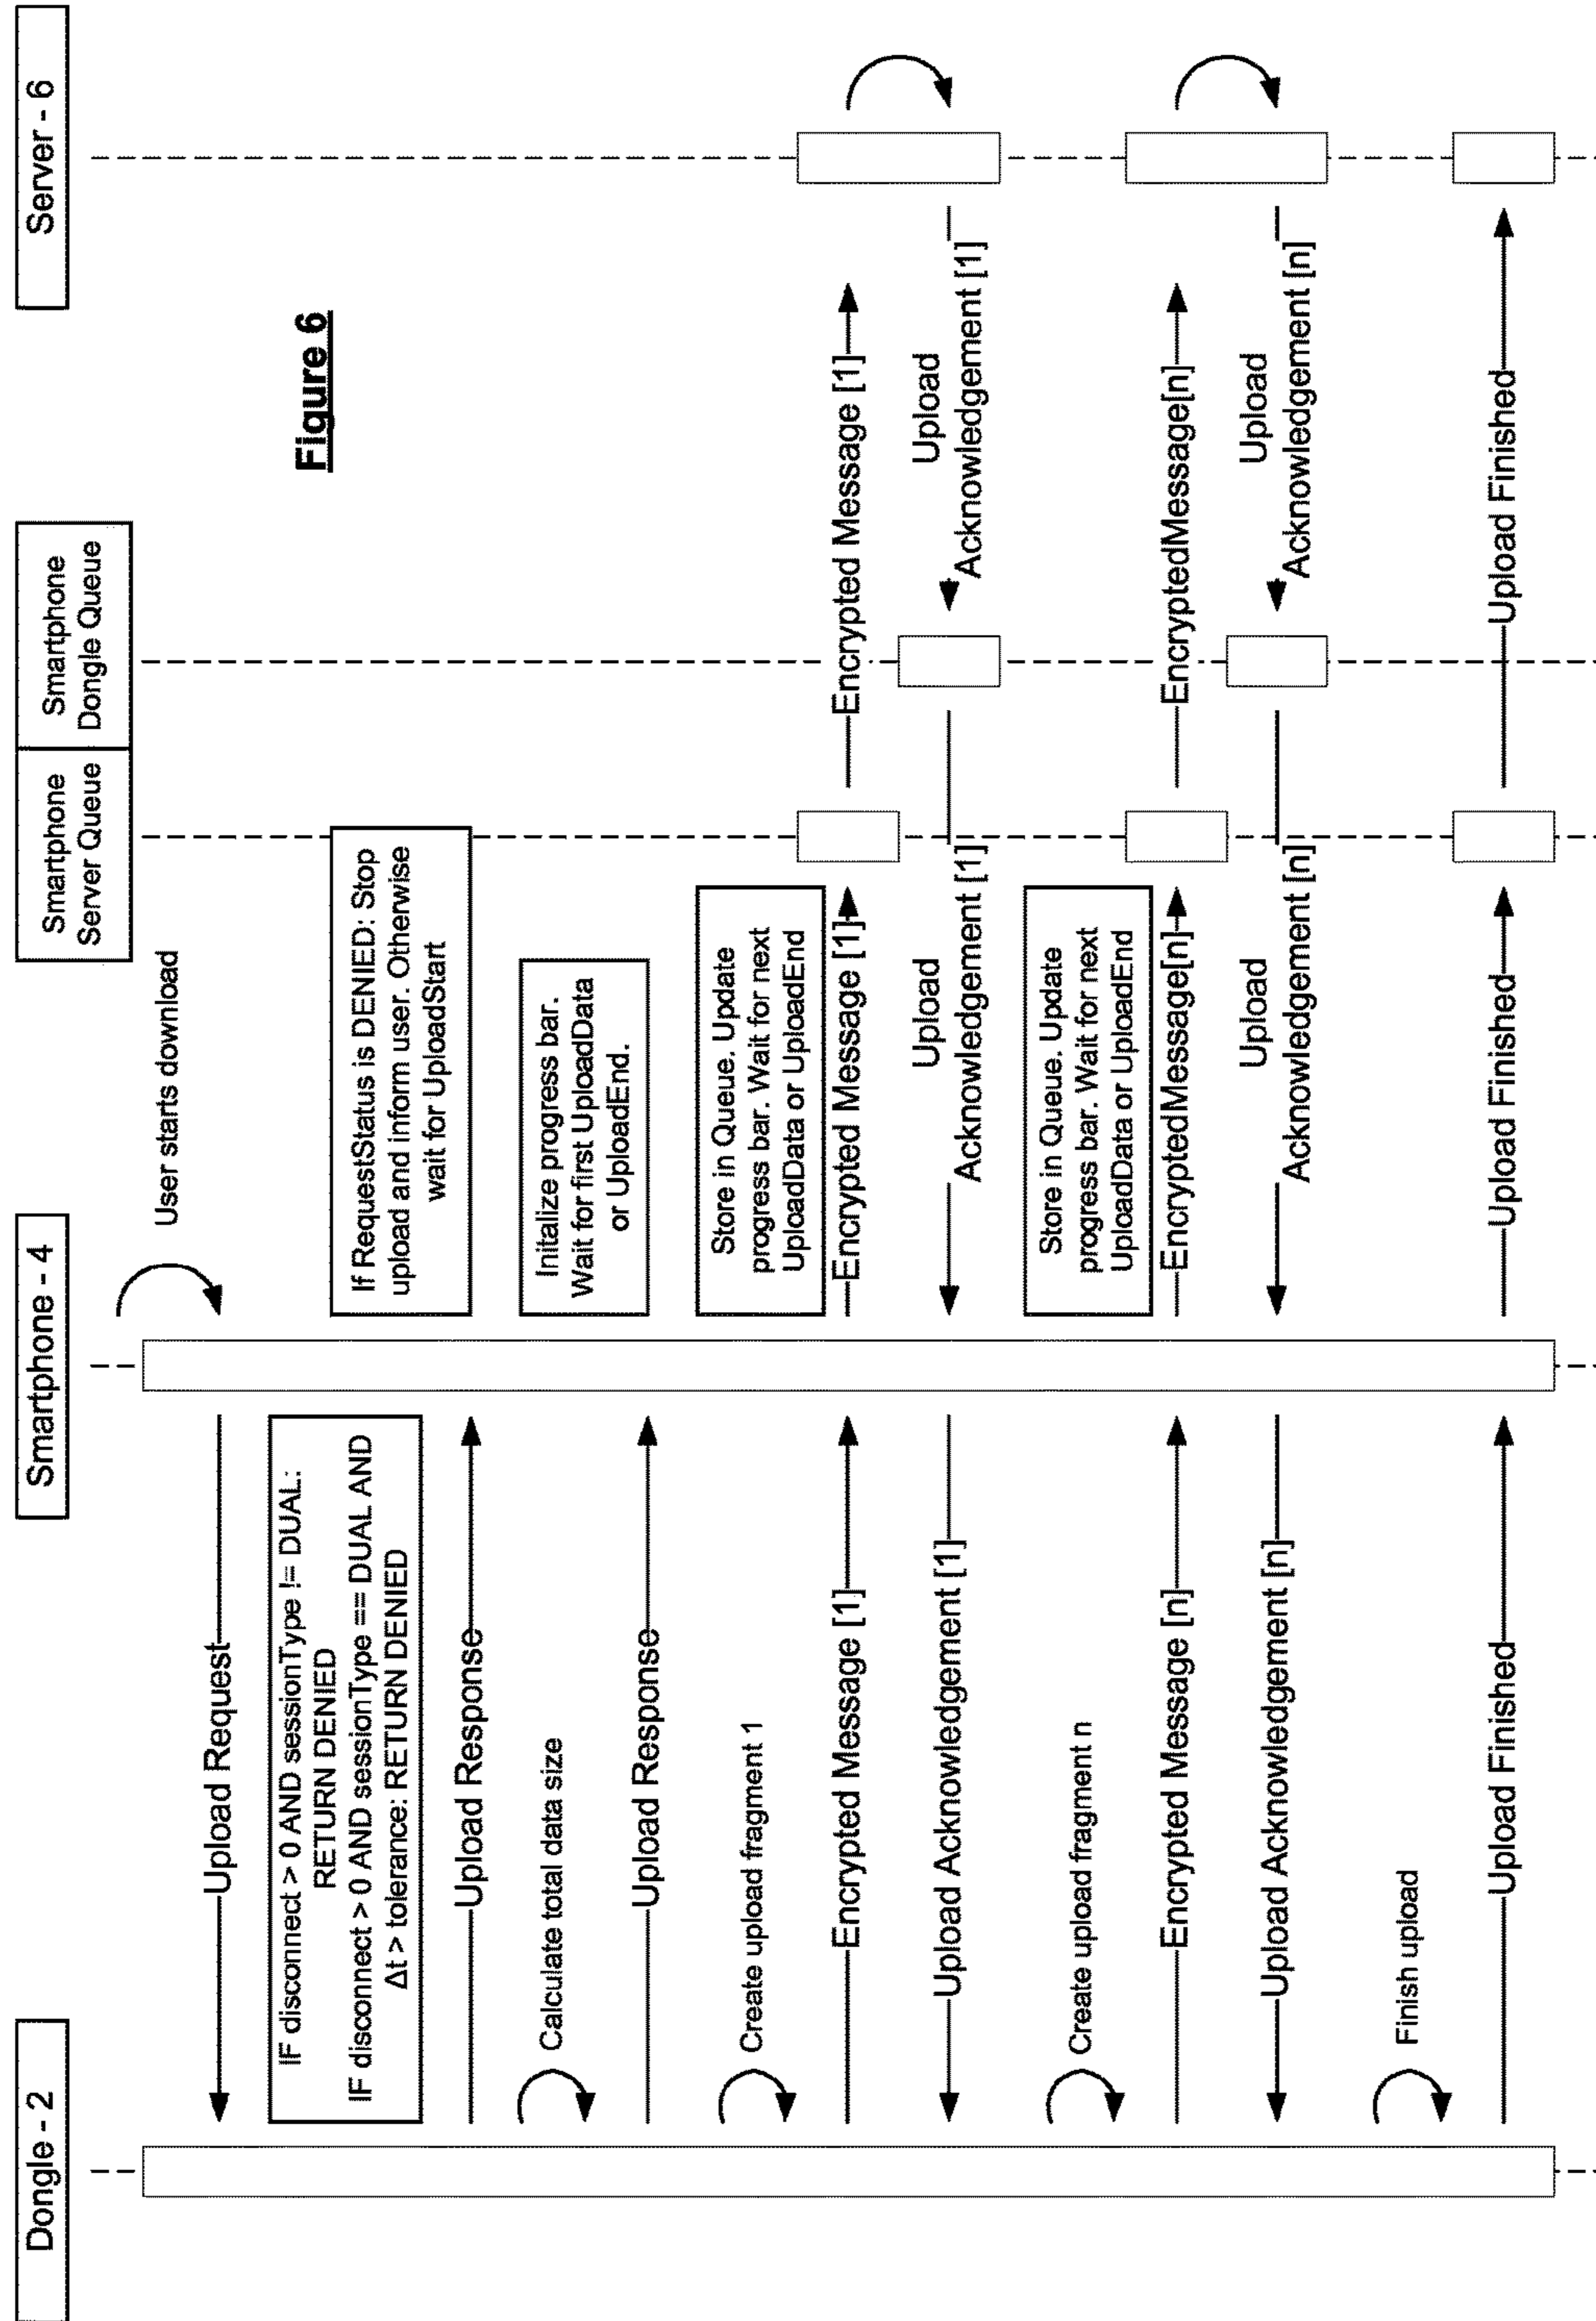 Dongle - 2
Smartphone - 4
Smartphone
Server Queue
Smartphone
Dongle Queue
Server - 6
Figure 6
User starts download
Upload Request
IF disconnect > 0 AND sessionType != DUAL:
RETURN DENIED
IF disconnect > 0 AND sessionType == DUAL AND
Δt > tolerance: RETURN DENIED
If RequestStatus is DENIED: Stop
upload and inform user. Otherwise
wait for UploadStart
Upload Response
Calculate total data size
Initalize progress bar.
Wait for first UploadData
or UploadEnd.
Upload Response
Create upload fragment 1
Store in Queue. Update
progress bar. Wait for next
UploadData or UploadEnd
Encrypted Message [1]
Encrypted Message [1]
Encrypted Message [1]
Upload Acknowledgement [1]
Upload
Acknowledgement [1]
Upload
Acknowledgement [1]
Create upload fragment n
Store in Queue. Update
progress bar. Wait for next
UploadData or UploadEnd
Encrypted Message [n]
EncryptedMessage[n]
EncryptedMessage[n]
Upload Acknowledgement [n]
Upload
Acknowledgement [n]
Upload
Acknowledgement [n]
Finish upload
Upload Finished
Upload Finished
Upload Finished